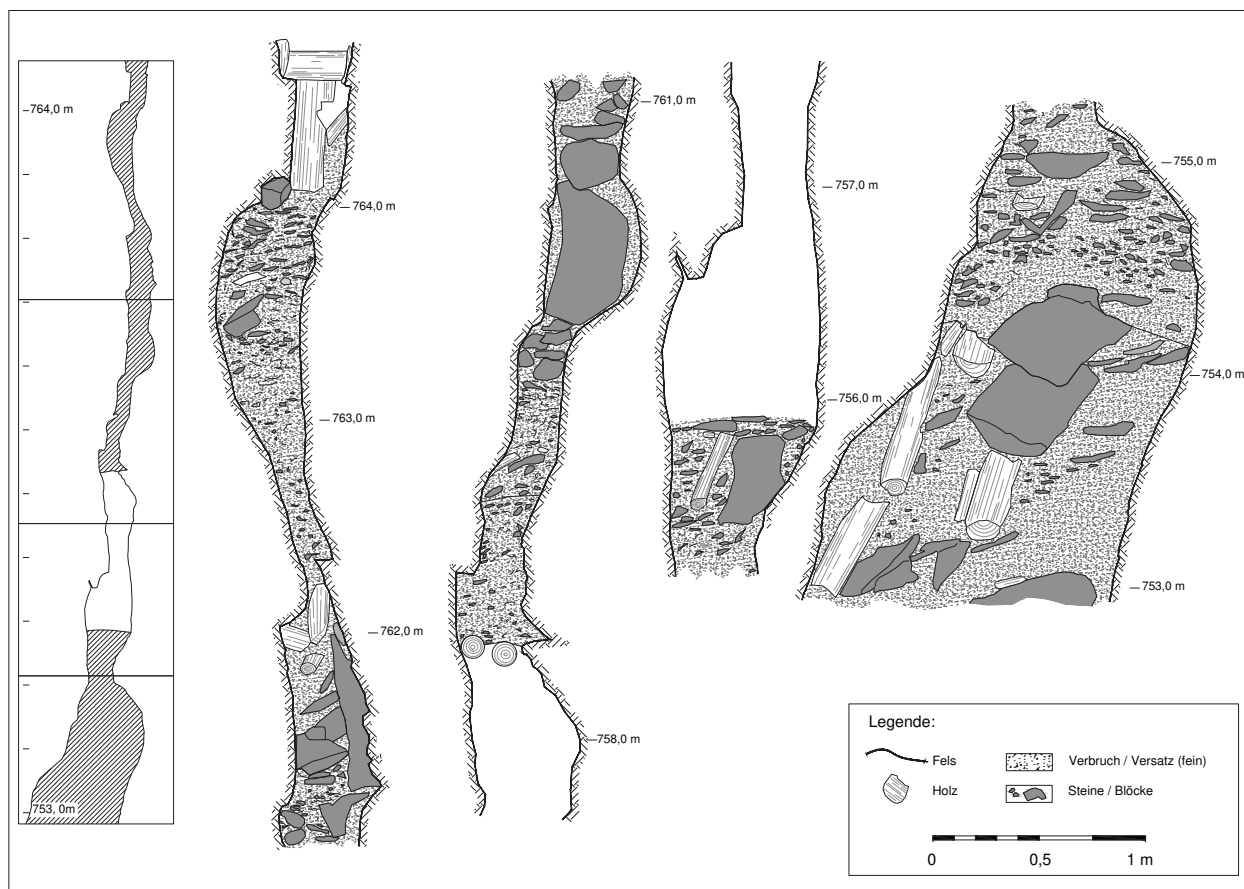 764,0 m
753, 0m
764,0 m
763,0 m
762,0 m
761,0 m
758,0 m
757,0 m
756,0 m
755,0 m
754,0 m
753,0 m
Legende:
Fels
Holz
Verbruch / Versatz (fein)
Steine / Blöcke
0 0,5 1 m